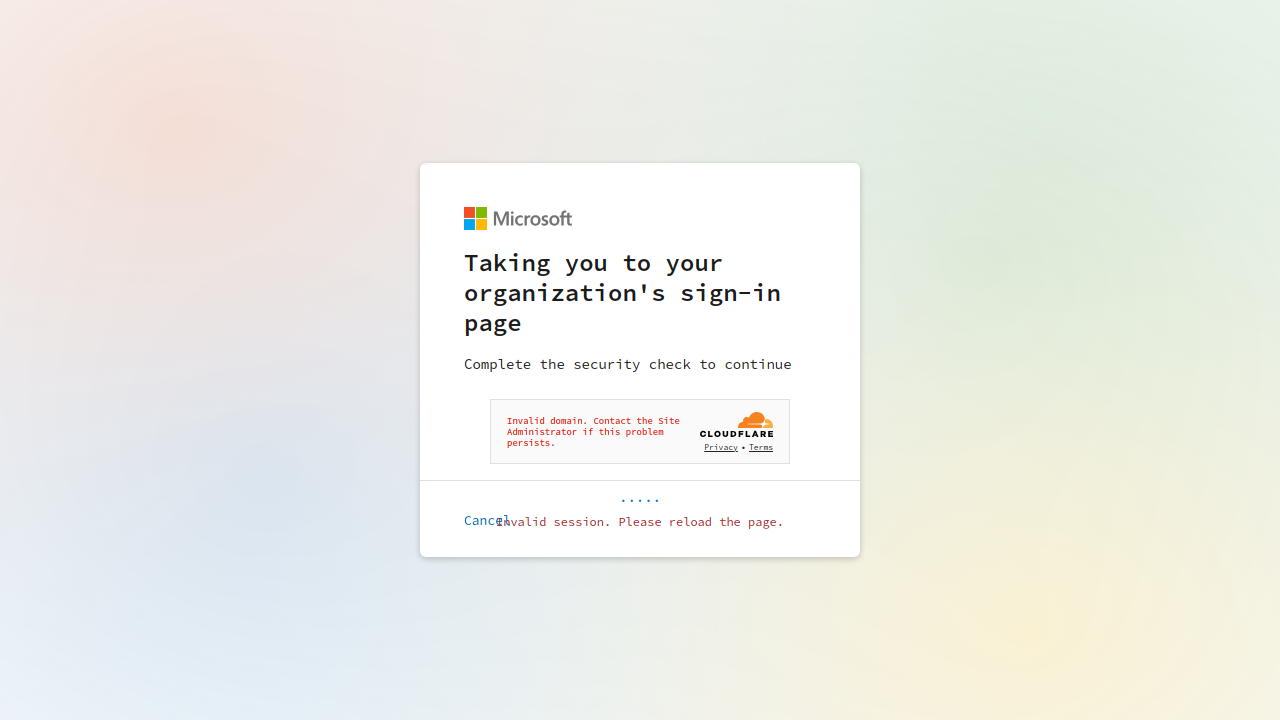 Microsoft
Taking you to your
organization's sign-in
page
Complete the security check to continue
Invalid domain. Contact the Site
Administrator if this problem
persists.
CLOUDFLARE
Privacy • Terms
Cancel
Invalid session. Please reload the page.